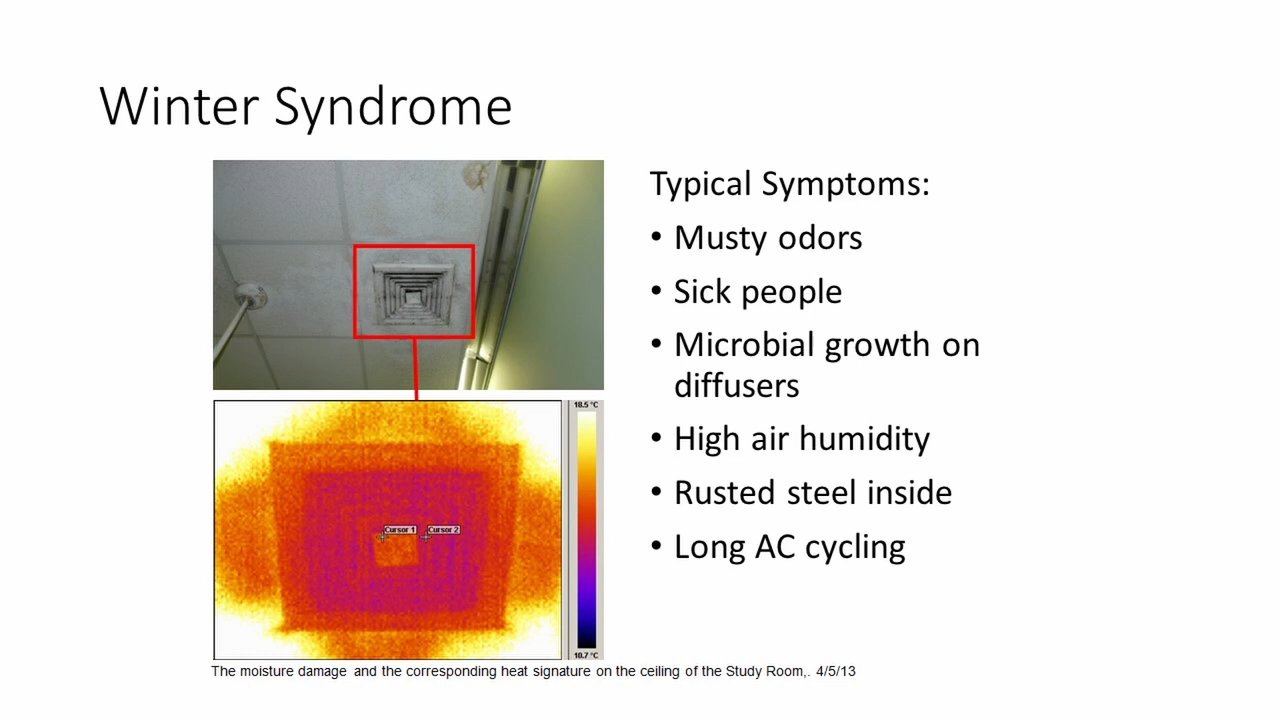 Winter Syndrome
Typical Symptoms:
• Musty odors
• Sick people
• Microbial growth on
diffusers
• High air humidity
• Rusted steel inside
• Long AC cycling
18.5 °C
Cursor 1
Cursor 2
10.7 °C
The moisture damage and the corresponding heat signature on the ceiling of the Study Room,. 4/5/13